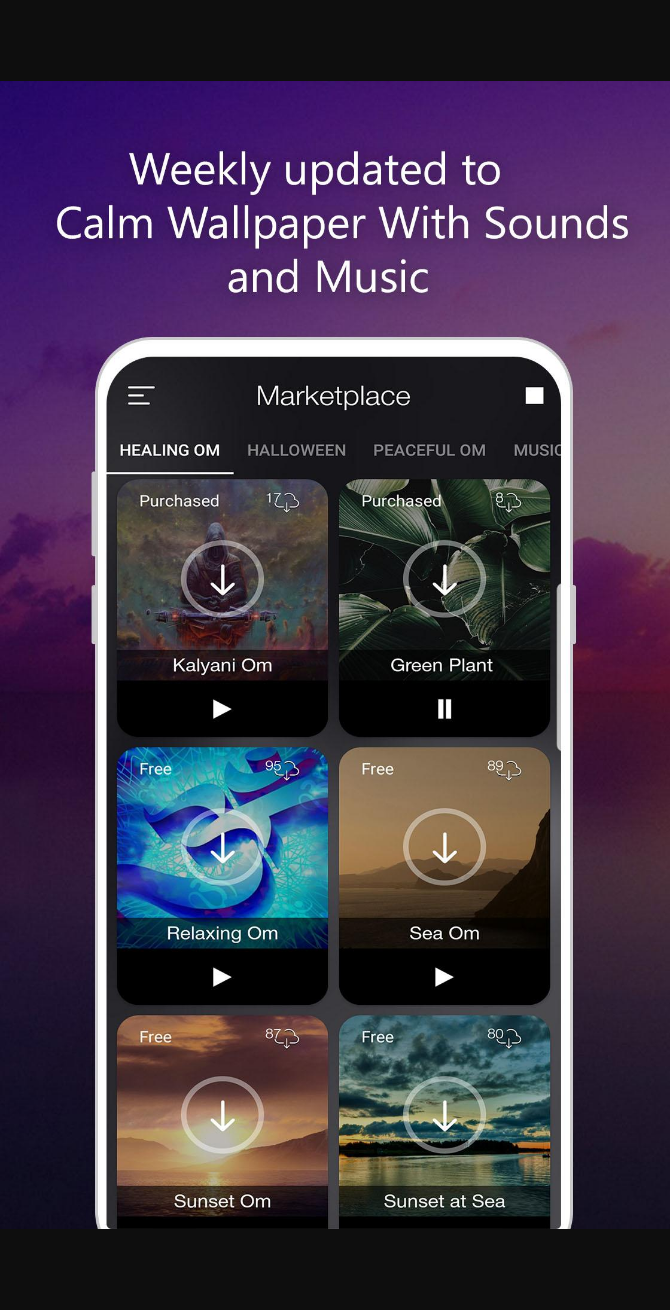 Weekly updated to
Calm Wallpaper With Sounds
and Music
Marketplace
HEALING OM HALLOWEEN PEACEFUL OM MUSIC
Purchased 17 Purchased 8
Kalyani Om Green Plant
Free 95 Free 89
Relaxing Om Sea Om
Free 87 Free 80
Sunset Om Sunset at Sea